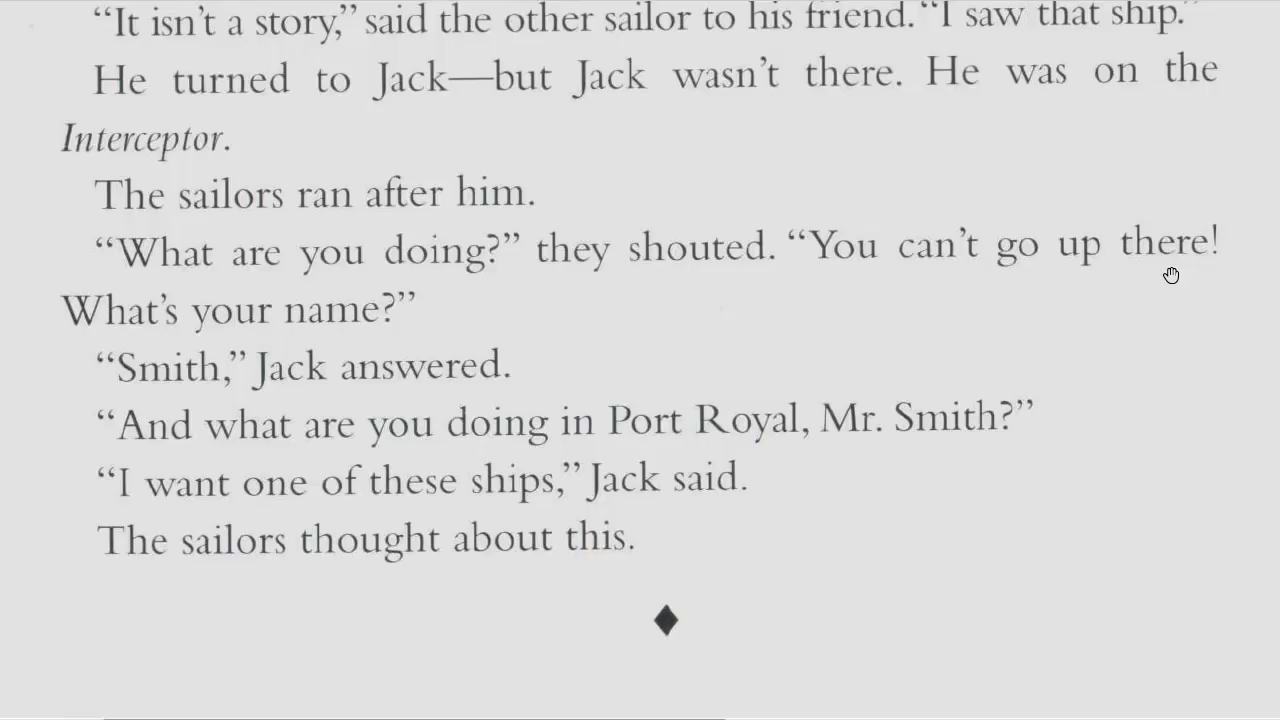 “It isn't a story,” said the other sailor to his friend. “I saw that ship.”
He turned to Jack—but Jack wasn't there. He was on the
Interceptor.
The sailors ran after him.
“What are you doing?” they shouted. “You can't go up there!
What's your name?”
“Smith,” Jack answered.
“And what are you doing in Port Royal, Mr. Smith?”
“I want one of these ships,” Jack said.
The sailors thought about this.